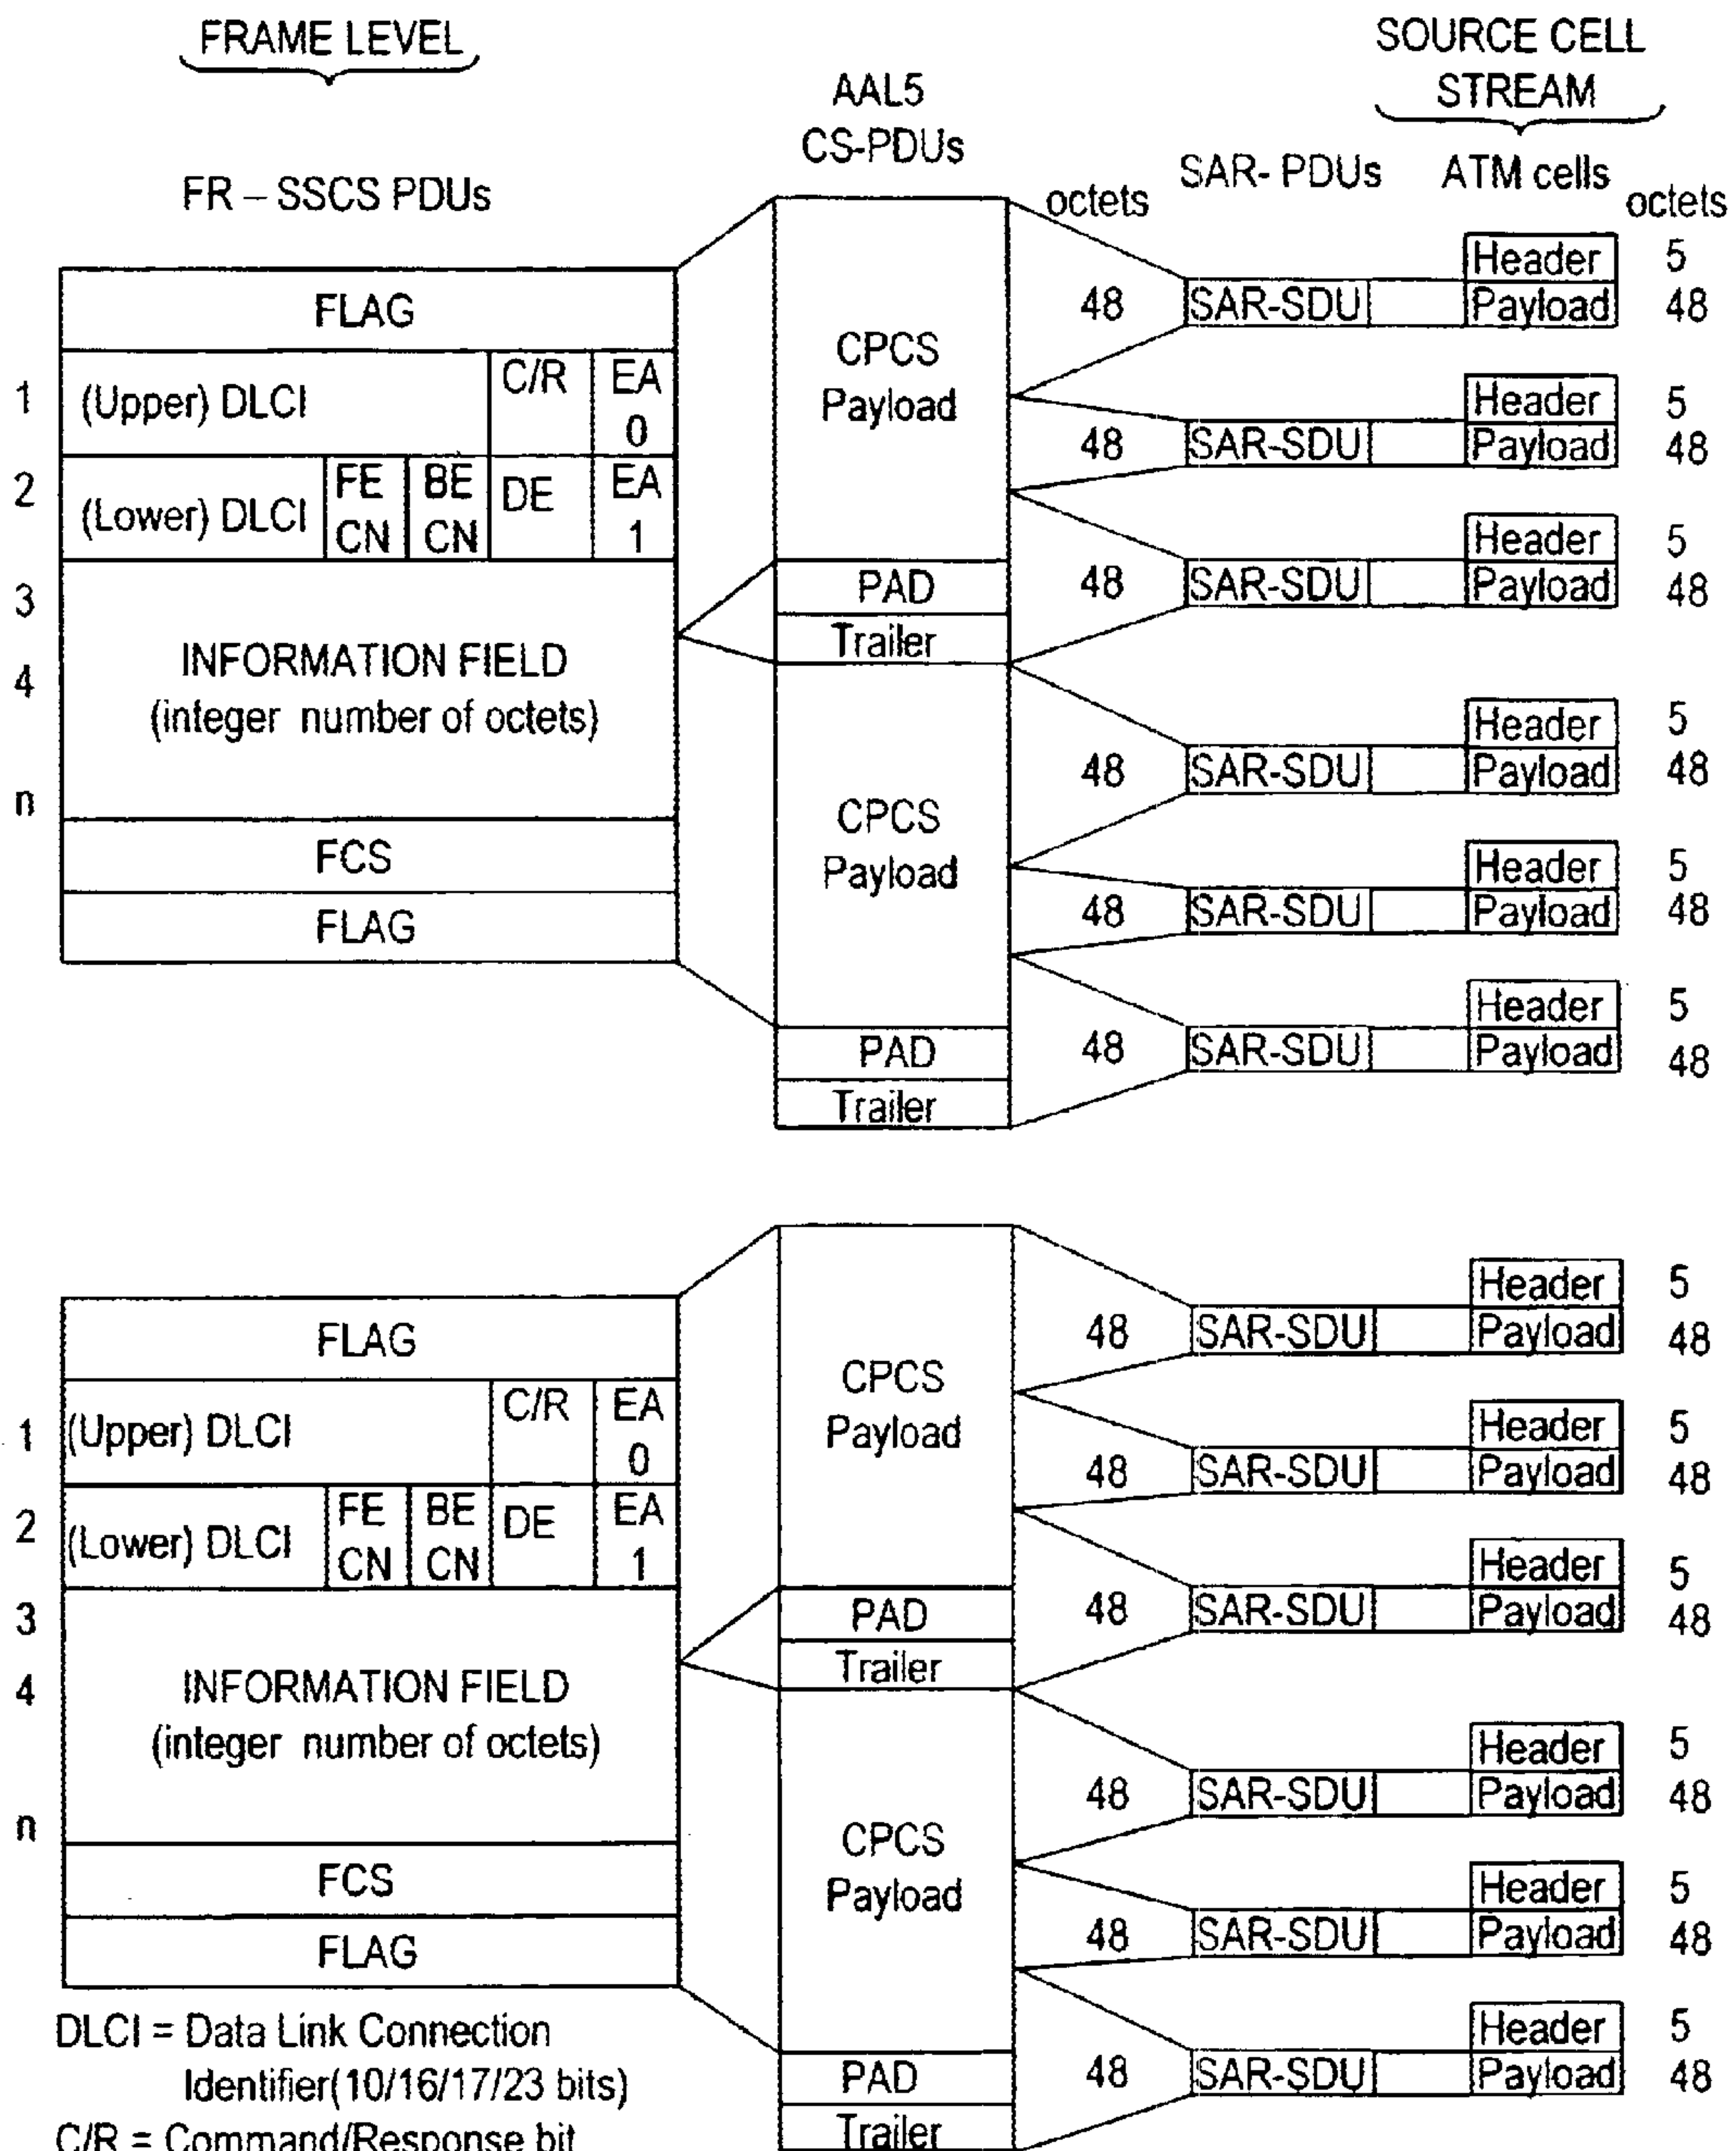 FRAME LEVEL
SOURCE CELL
STREAM
AAL5
CS-PDUs
FR – SSCS PDUs
octets
SAR- PDUs
ATM cells
octets
FLAG
1
(Upper) DLCI
C/R
EA
0
2
(Lower) DLCI
FE
CN
BE
CN
DE
EA
1
3
4
n
INFORMATION FIELD
(integer number of octets)
FCS
FLAG
CPCS
Payload
PAD
Trailer
CPCS
Payload
PAD
Trailer
Header 5
48 SAR-SDU Payload 48
Header 5
48 SAR-SDU Payload 48
Header 5
48 SAR-SDU Payload 48
Header 5
48 SAR-SDU Payload 48
Header 5
48 SAR-SDU Payload 48
Header 5
48 SAR-SDU Payload 48
FLAG
1
(Upper) DLCI
C/R
EA
0
2
(Lower) DLCI
FE
CN
BE
CN
DE
EA
1
3
4
n
INFORMATION FIELD
(integer number of octets)
FCS
FLAG
CPCS
Payload
PAD
Trailer
CPCS
Payload
PAD
Trailer
Header 5
48 SAR-SDU Payload 48
Header 5
48 SAR-SDU Payload 48
Header 5
48 SAR-SDU Payload 48
Header 5
48 SAR-SDU Payload 48
Header 5
48 SAR-SDU Payload 48
Header 5
48 SAR-SDU Payload 48
DLCI = Data Link Connection
Identifier(10/16/17/23 bits)
C/R = Command/Response bit